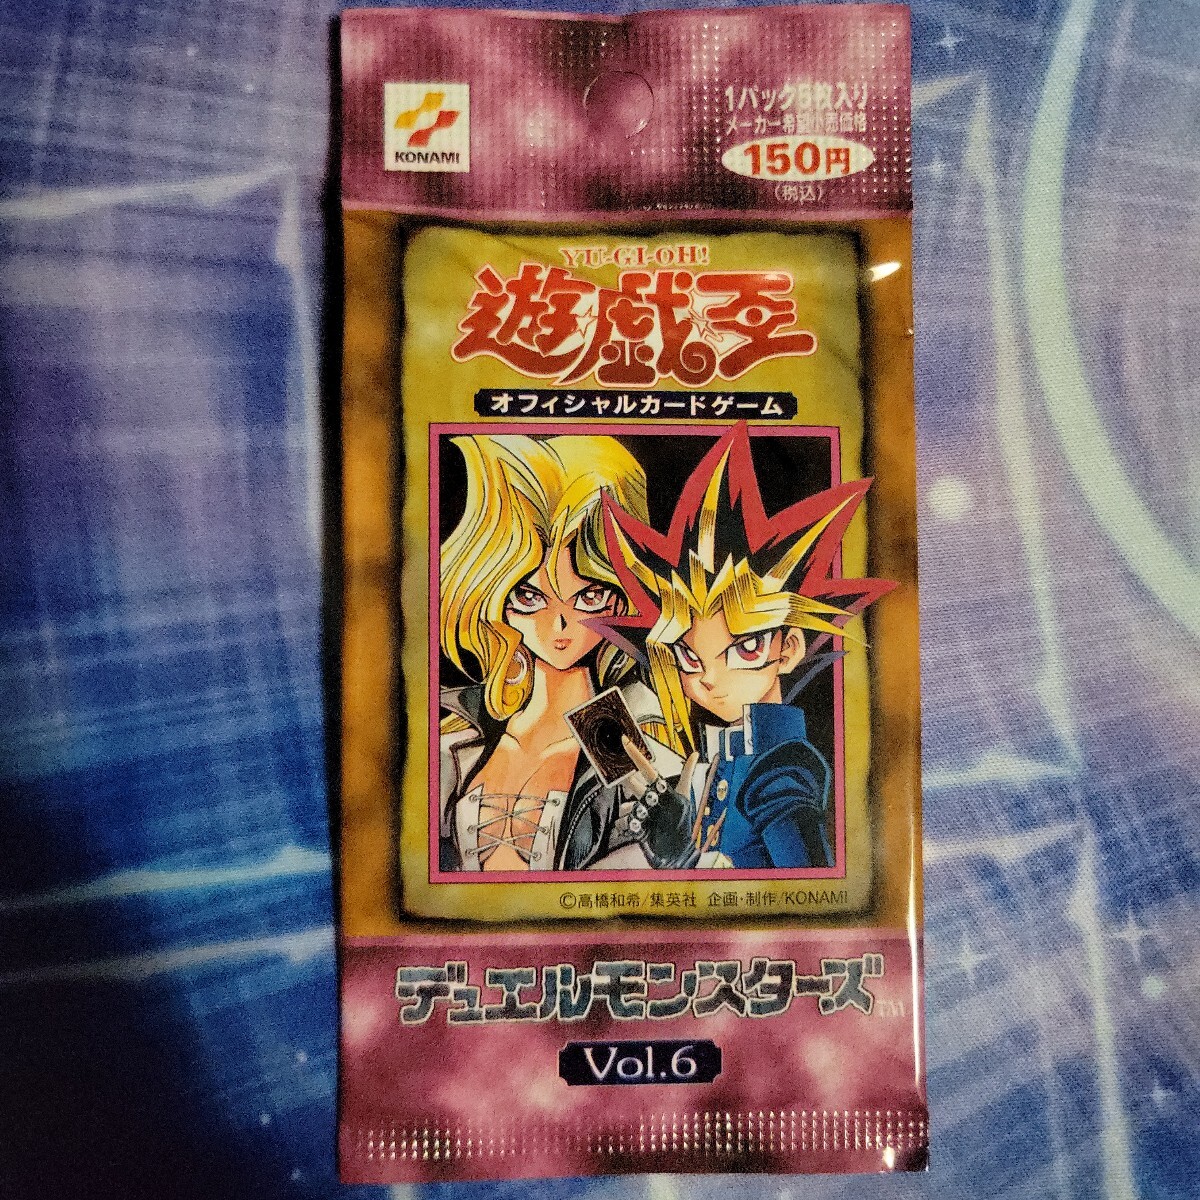 KONAMI
1パック5枚入り
メーカー希望小売価格
150円
(税込)
YU-GI-OH!
遊戯王
オフィシャルカードゲーム
©高橋和希/集英社 企画・制作/KONAMI
デュエルモンスターズ™
Vol.6